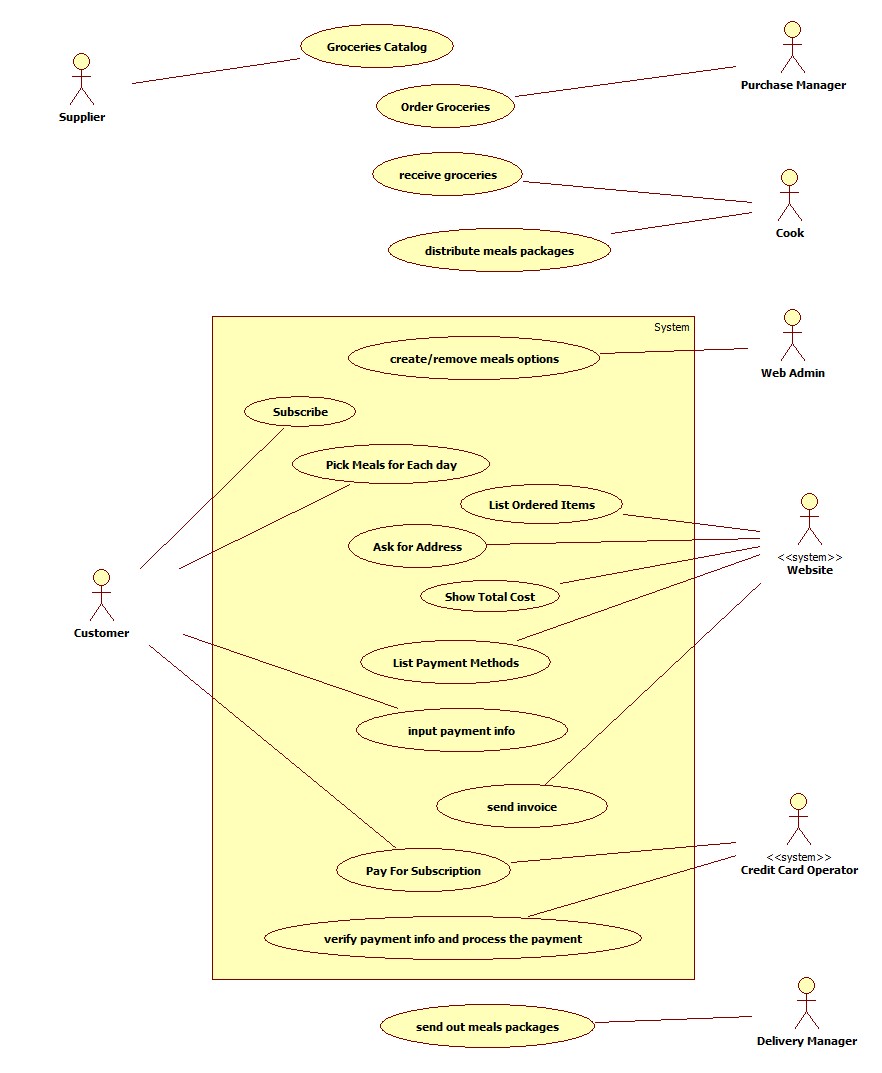 Groceries Catalog
Purchase Manager
Order Groceries
Supplier
receive groceries
Cook
distribute meals packages
System
create/remove meals options
Web Admin
Subscribe
Pick Meals for Each day
List Ordered Items
Ask for Address
<<system>>
Website
Show Total Cost
Customer
List Payment Methods
input payment info
send invoice
<<system>>
Credit Card Operator
Pay For Subscription
verify payment info and process the payment
send out meals packages
Delivery Manager